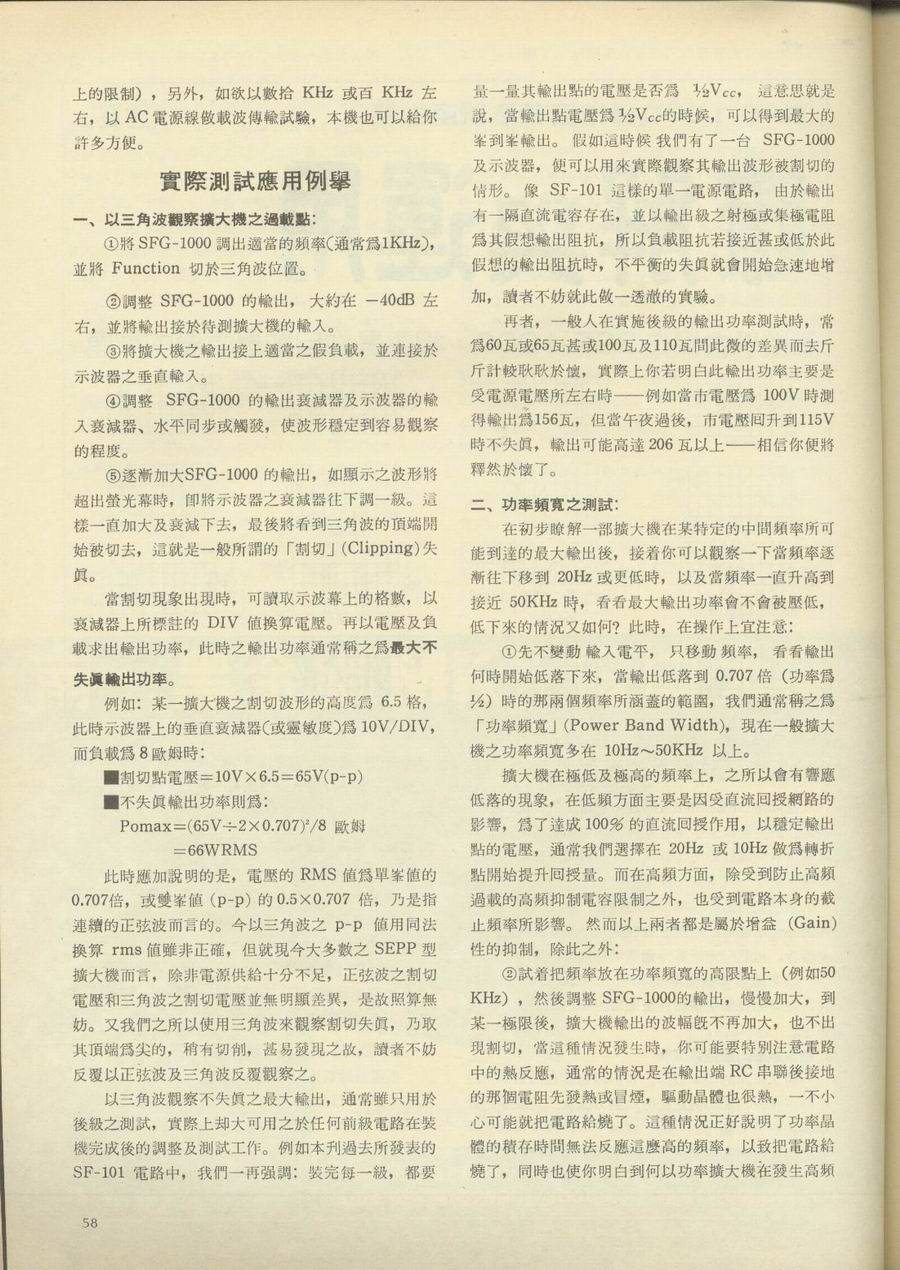 上的限制），另外，如欲以數拾 KHz 或百 KHz 左
右，以 AC 電源線做載波傳輸試驗，本機也可以給你
許多方便。
實際測試應用例舉
一、以三角波觀察擴大機之過載點：
①將 SFG-1000 調出適當的頻率(通常爲1KHz)，
並將 Function 切於三角波位置。
②調整 SFG-1000 的輸出， 大約在 −40dB 左
右，並將輸出接於待測擴大機的輸入。
③將擴大機之輸出接上適當之假負載，並連接於
示波器之垂直輸入。
④調整 SFG-1000 的輸出衰減器及示波器的輸
入衰減器、水平同步或觸發，使波形穩定到容易觀察
的程度。
⑤逐漸加大SFG-1000 的輸出，如顯示之波形將
超出螢光幕時，卽將示波器之衰減器往下調一級。這
樣一直加大及衰減下去，最後將看到三角波的頂端開
始被切去，這就是一般所謂的「割切」(Clipping)失
眞。
當割切現象出現時，可讀取示波幕上的格數，以
衰減器上所標註的 DIV 値換算電壓。再以電壓及負
載求出輸出功率，此時之輸出功率通常稱之爲最大不
失眞輸出功率。
例如：某一擴大機之割切波形的高度爲 6.5 格，
此時示波器上的垂直衰減器(或靈敏度)爲 10V/DIV，
而負載爲 8 歐姆時：
■割切點電壓＝10V×6.5＝65V(p-p)
■不失眞輸出功率則爲：
Pomax＝(65V÷2×0.707)²/8 歐姆
＝66WRMS
此時應加說明的是，電壓的 RMS 値爲單峯値的
0.707倍，或雙峯値 (p-p) 的 0.5×0.707 倍，乃是指
連續的正弦波而言的。今以三角波之 p-p 値用同法
換算 rms 値雖非正確，但就現今大多數之 SEPP 型
擴大機而言，除非電源供給十分不足，正弦波之割切
電壓和三角波之割切電壓並無明顯差異，是故照算無
妨。又我們之所以使用三角波來觀察割切失眞，乃取
其頂端爲尖的，稍有切削，甚易發現之故，讀者不妨
反覆以正弦波及三角波反覆觀察之。
以三角波觀察不失眞之最大輸出，通常雖只用於
後級之測試，實際上却大可用之於任何前級電路在裝
機完成後的調整及測試工作。例如本刋過去所發表的
SF-101 電路中，我們一再强調：裝完每一級，都要
量一量其輸出點的電壓是否爲 ½Vcc， 這意思就是
說，當輸出點電壓爲 ½Vcc的時候，可以得到最大的
峯到峯輸出。 假如這時候 我們有了一台 SFG-1000
及示波器，便可以用來實際觀察其輸出波形被割切的
情形。 像 SF-101 這樣的單一電源電路， 由於輸出
有一隔直流電容存在，並以輸出級之射極或集極電阻
爲其假想輸出阻抗，所以負載阻抗若接近甚或低於此
假想的輸出阻抗時，不平衡的失眞就會開始急速地增
加，讀者不妨就此做一透澈的實驗。
再者，一般人在實施後級的輸出功率測試時，常
爲60瓦或65瓦甚或100瓦及110瓦間此微的差異而去斤
斤計較耿耿於懷，實際上你若明白此輸出功率主要是
受電源電壓所左右時——例如當市電壓爲 100V 時測
得輸出爲156瓦，但當午夜過後，市電壓回升到115V
時不失眞，輸出可能高達 206 瓦以上——相信你便將
釋然於懷了。
二、功率頻寬之測試：
在初步瞭解一部擴大機在某特定的中間頻率所可
能到達的最大輸出後，接着你可以觀察一下當頻率逐
漸往下移到 20Hz 或更低時，以及當頻率一直升高到
接近 50KHz 時，看看最大輸出功率會不會被壓低，
低下來的情況又如何？此時，在操作上宜注意：
①先不變動 輸入電平， 只移動 頻率， 看看輸出
何時開始低落下來，當輸出低落到 0.707 倍（功率爲
½）時的那兩個頻率所涵蓋的範圍，我們通常稱之爲
「功率頻寬」(Power Band Width)，現在一般擴大
機之功率頻寬多在 10Hz～50KHz 以上。
擴大機在極低及極高的頻率上，之所以會有響應
低落的現象，在低頻方面主要是因受直流回授網路的
影響，爲了達成 100% 的直流回授作用，以穩定輸出
點的電壓，通常我們選擇在 20Hz 或 10Hz 做爲轉折
點開始提升回授量。而在高頻方面，除受到防止高頻
過載的高頻抑制電容限制之外，也受到電路本身的截
止頻率所影響。 然而以上兩者都是屬於增益 (Gain)
性的抑制，除此之外：
②試着把頻率放在功率頻寬的高限點上（例如50
KHz），然後調整 SFG-1000的輸出，慢慢加大，到
某一極限後，擴大機輸出的波幅旣不再加大，也不出
現割切，當這種情況發生時，你可能要特別注意電路
中的熱反應，通常的情況是在輸出端 RC 串聯後接地
的那個電阻先發熱或冒煙，驅動晶體也很熱，一不小
心可能就把電路給燒了。這種情況正好說明了功率晶
體的積存時間無法反應這麼高的頻率，以致把電路給
燒了，同時也使你明白到何以功率擴大機在發生高頻
58